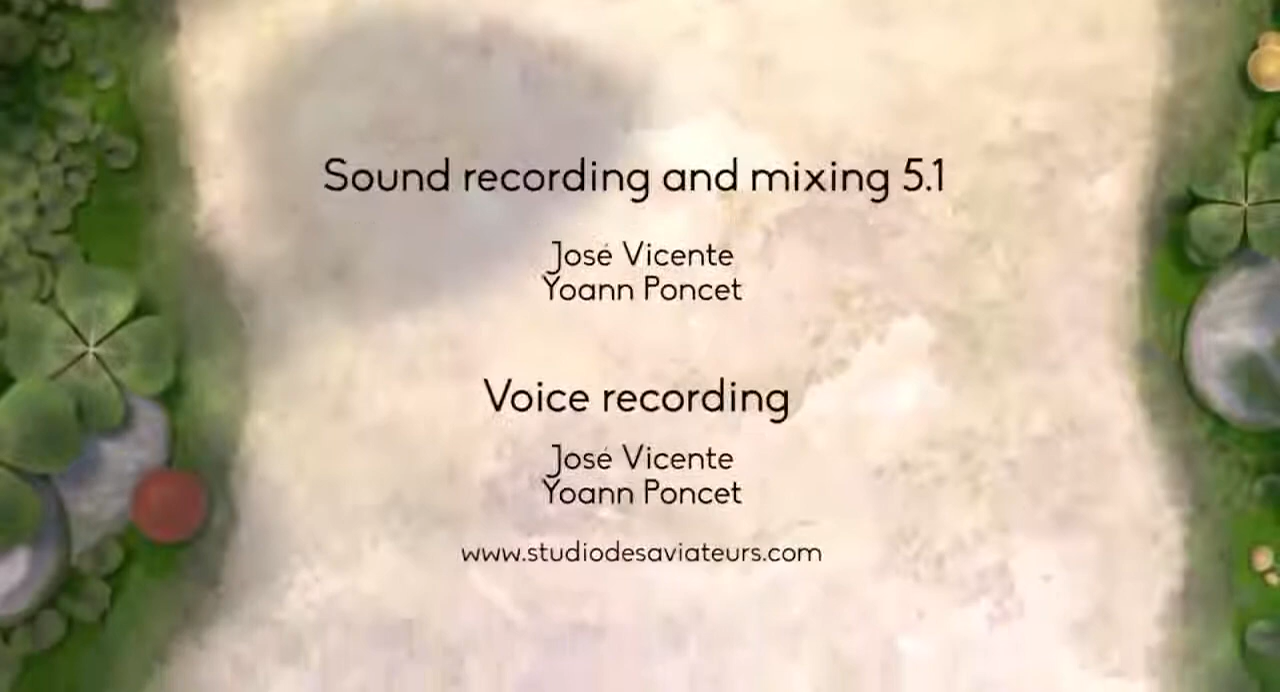 Sound recording and mixing 5.1
José Vicente
Yoann Poncet
Voice recording
José Vicente
Yoann Poncet
www.studiodesaviateurs.com